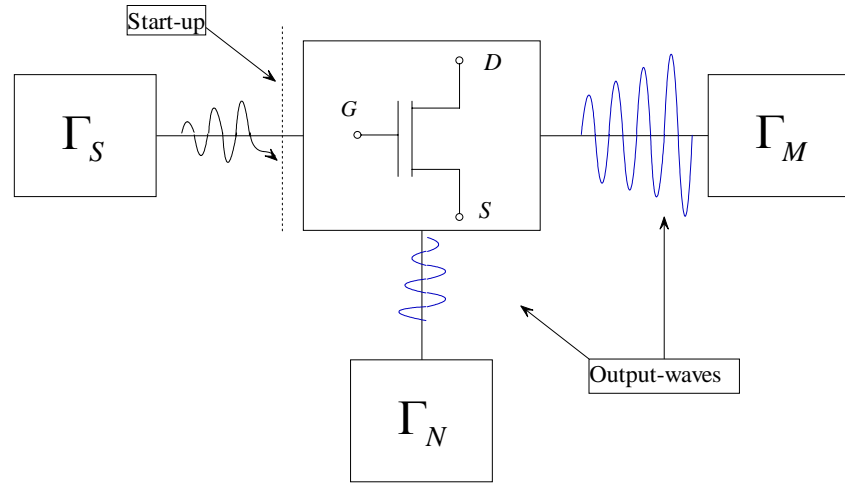 Start-up
D
G
S
Γ_S
Γ_M
Output-waves
Γ_N